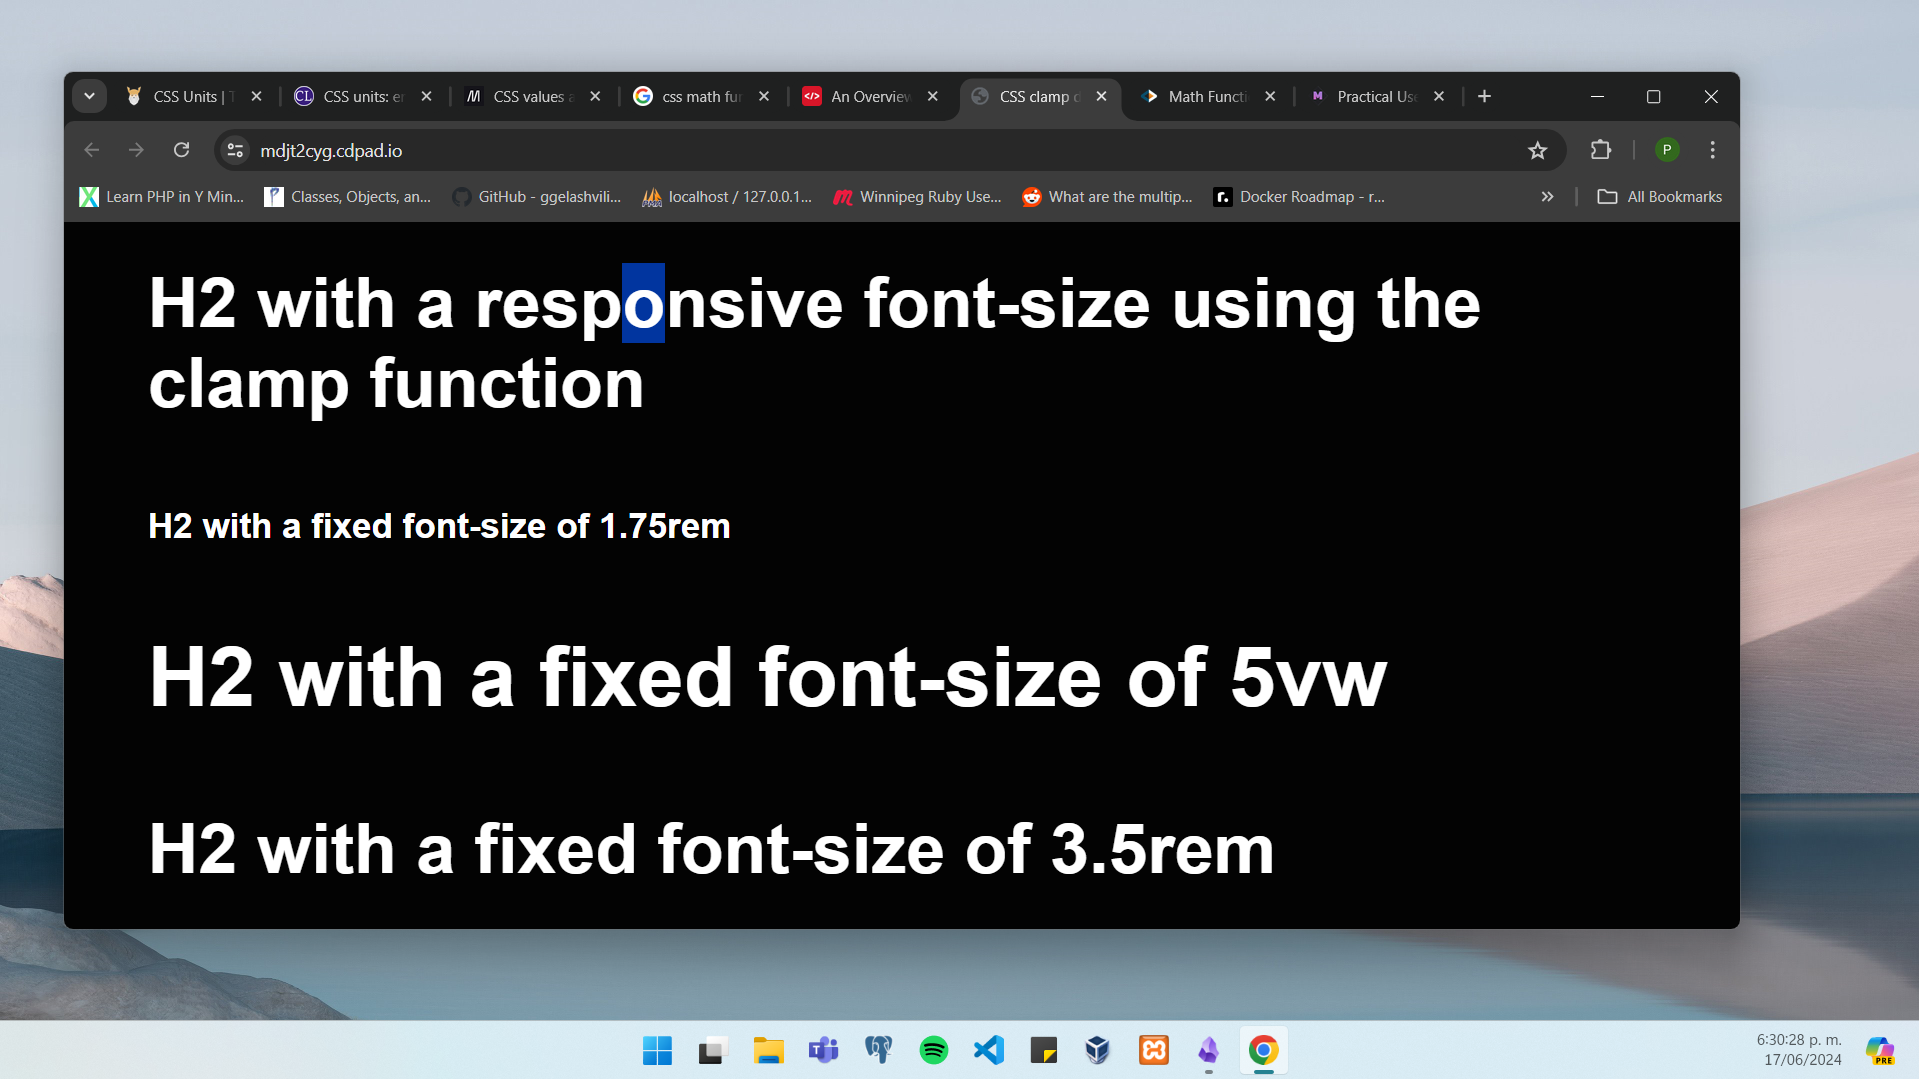 CSS Units | T
CSS units: en
CSS values a
css math fun
An Overview
CSS clamp d
Math Functi
Practical Use
mdjt2cyg.cdpad.io
P
Learn PHP in Y Min...
Classes, Objects, an...
GitHub - ggelashvili...
localhost / 127.0.0.1...
Winnipeg Ruby Use...
What are the multip...
Docker Roadmap - r...
All Bookmarks
H2 with a responsive font-size using the
clamp function
H2 with a fixed font-size of 1.75rem
H2 with a fixed font-size of 5vw
H2 with a fixed font-size of 3.5rem
6:30:28 p. m.
17/06/2024
PRE